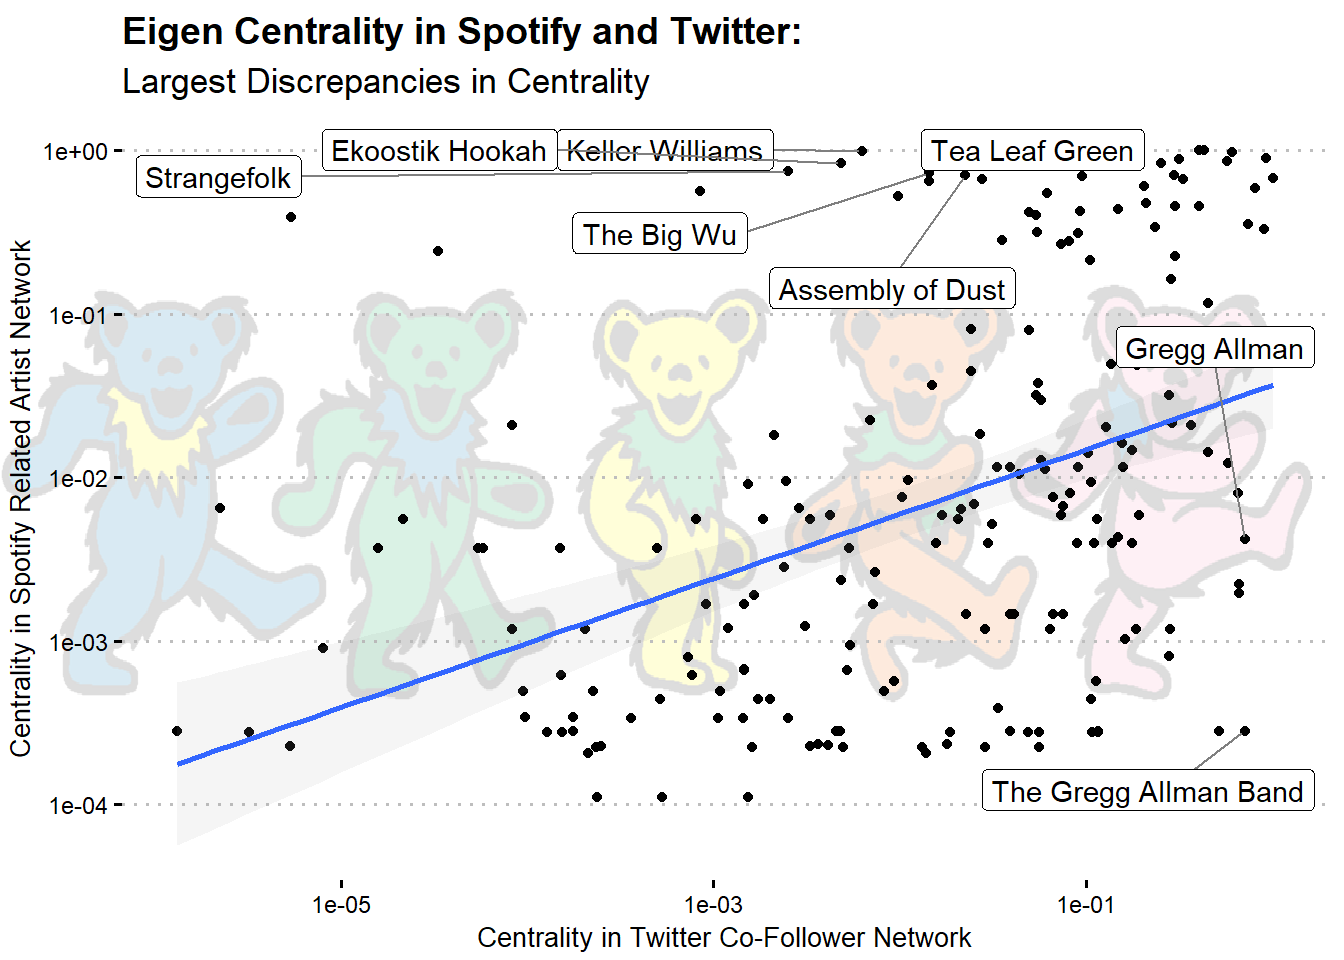 Eigen Centrality in Spotify and Twitter:
Largest Discrepancies in Centrality
Centrality in Spotify Related Artist Network
1e+00
1e-01
1e-02
1e-03
1e-04
Ekoostik Hookah
Keller Williams
Tea Leaf Green
Strangefolk
The Big Wu
Assembly of Dust
Gregg Allman
The Gregg Allman Band
1e-05
1e-03
1e-01
Centrality in Twitter Co-Follower Network